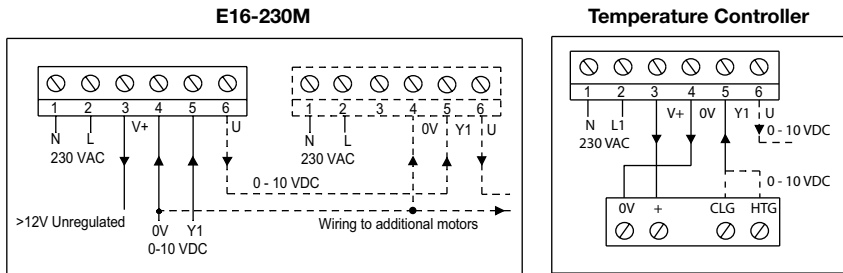 E16-230M
1 2 3 4 5 6
N L V+ U
230 VAC
>12V Unregulated
0V Y1
0-10 VDC
0 - 10 VDC
Wiring to additional motors
1 2 3 4 5 6
N L 0V Y1 U
230 VAC
Temperature Controller
1 2 3 4 5 6
N L1 V+ 0V Y1 U
230 VAC
0 - 10 VDC
0 - 10 VDC
0V + CLG HTG